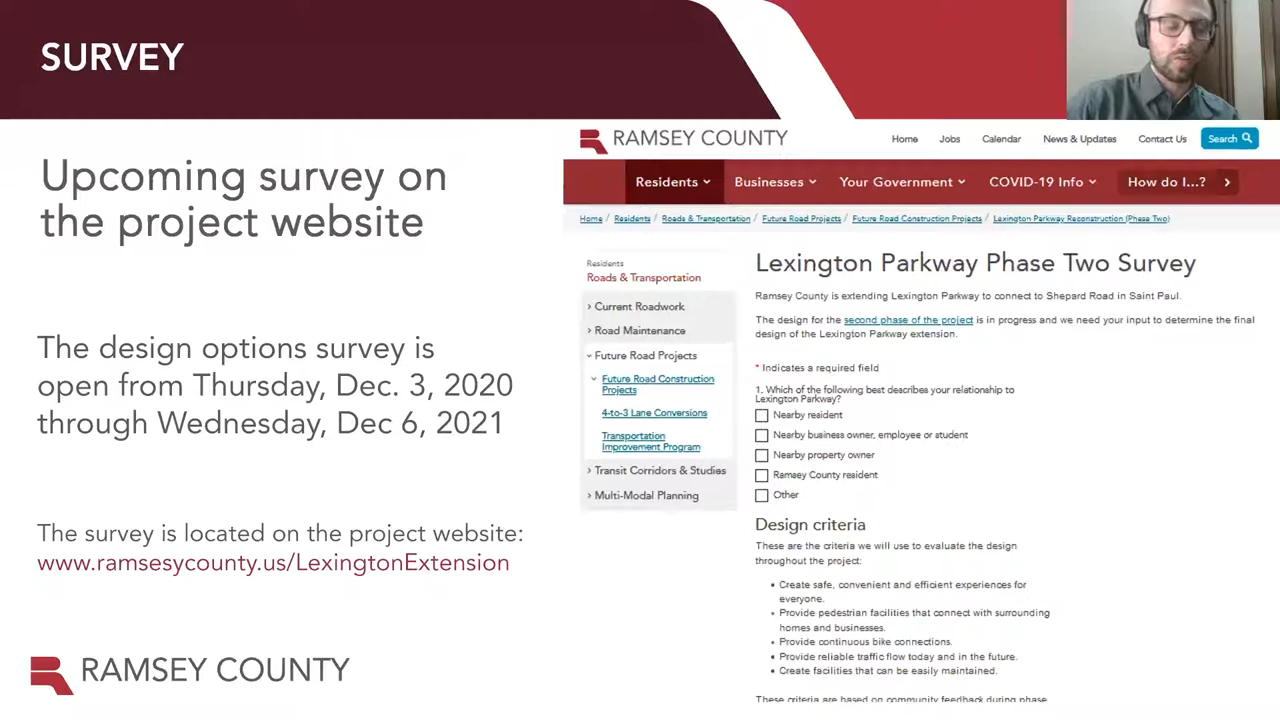 SURVEY
Upcoming survey on
the project website
The design options survey is
open from Thursday, Dec. 3, 2020
through Wednesday, Dec 6, 2021
The survey is located on the project website:
www.ramsesycounty.us/LexingtonExtension
RAMSEY COUNTY
RAMSEY COUNTY
Home Jobs Calendar News & Updates Contact Us Search
Residents Businesses Your Government COVID-19 Info How do I...?
Home / Residents / Roads & Transportation / Future Road Projects / Future Road Construction Projects / Lexington Parkway Reconstruction (Phase Two)
Residents
Roads & Transportation
Current Roadwork
Road Maintenance
Future Road Projects
Future Road Construction
Projects
4-to-3 Lane Conversions
Transportation
Improvement Program
Transit Corridors & Studies
Multi-Modal Planning
Lexington Parkway Phase Two Survey
Ramsey County is extending Lexington Parkway to connect to Shepard Road in Saint Paul.
The design for the second phase of the project is in progress and we need your input to determine the final
design of the Lexington Parkway extension.
* Indicates a required field
1. Which of the following best describes your relationship to
Lexington Parkway?
Nearby resident
Nearby business owner, employee or student
Nearby property owner
Ramsey County resident
Other
Design criteria
These are the criteria we will use to evaluate the design
throughout the project:
• Create safe, convenient and efficient experiences for
everyone.
• Provide pedestrian facilities that connect with surrounding
homes and businesses.
• Provide continuous bike connections.
• Provide reliable traffic flow today and in the future.
• Create facilities that can be easily maintained.
These criteria are based on community feedback during phase